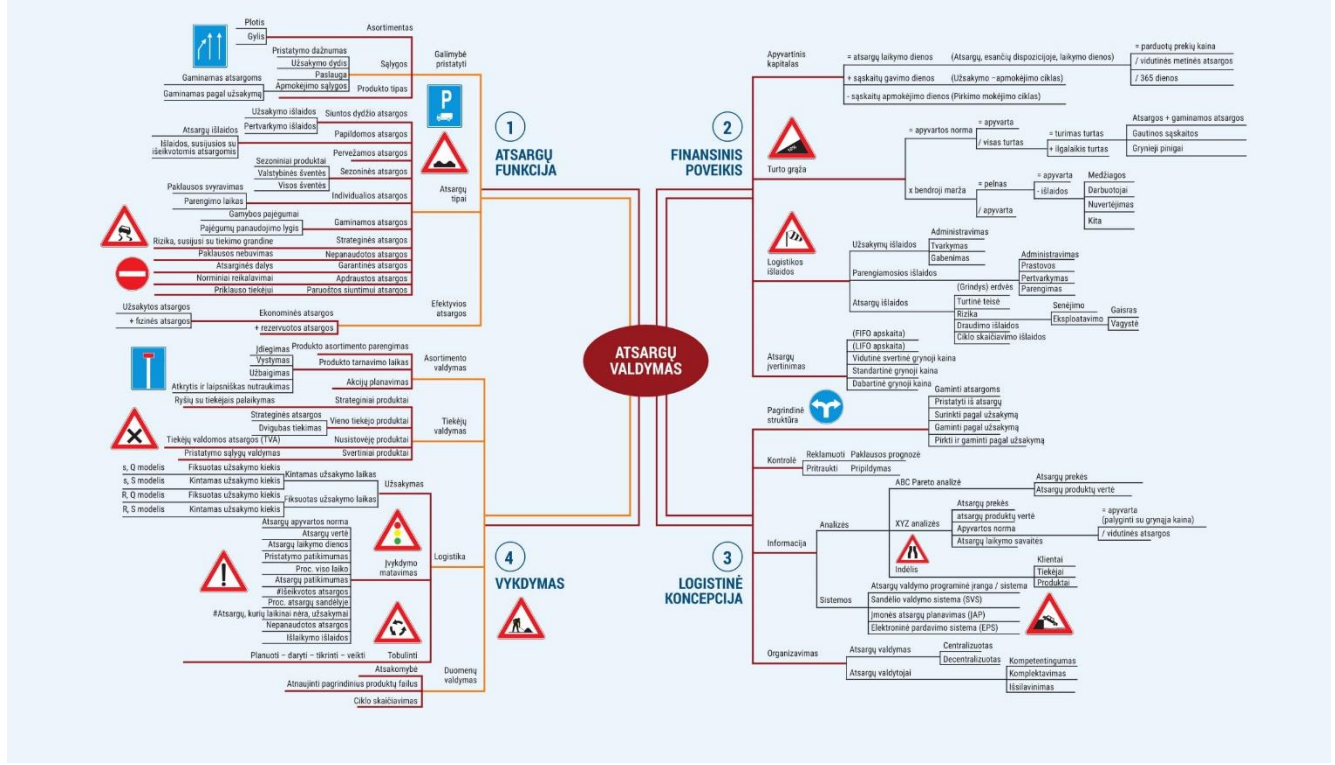 ATSARGŲ
VALDYMAS
1
ATSARGŲ
FUNKCIJA
Galimybė
pristatyti
Asortimentas
Plotis
Gylis
Sąlygos
Pristatymo dažnumas
Užsakymo dydis
Paslauga
Apmokėjimo sąlygos
Produkto tipas
Gaminamas atsargoms
Gaminamas pagal užsakymą
P
Atsargų
tipai
Siuntos dydžio atsargos
Užsakymo išlaidos
Pertvarkymo išlaidos
Papildomos atsargos
Atsargų išlaidos
Išlaidos, susijusios su
išeikvotomis atsargomis
Pervežamos atsargos
Sezoninės atsargos
Sezoniniai produktai
Valstybinės šventės
Visos šventės
Individualios atsargos
Paklausos svyravimas
Parengimo laikas
Gaminamos atsargos
Gamybos pajėgumai
Pajėgumų panaudojimo lygis
Strateginės atsargos
Rizika, susijusi su tiekimo grandine
Nepanaudotos atsargos
Paklausos nebuvimas
Garantinės atsargos
Atsarginės dalys
Apdraustos atsargos
Norminiai reikalavimai
Paruoštos siuntimui atsargos
Priklauso tiekėjui
Efektyvios
atsargos
Ekonominės atsargos
Užsakytos atsargos
+ fizinės atsargos
+ rezervuotos atsargos
2
FINANSINIS
POVEIKIS
Apyvartinis
kapitalas
= atsargų laikymo dienos
(Atsargų, esančių dispozicijoje, laikymo dienos)
= parduotų prekių kaina
/ vidutinės metinės atsargos
/ 365 dienos
+ sąskaitų gavimo dienos
(Užsakymo –apmokėjimo ciklas)
- sąskaitų apmokėjimo dienos (Pirkimo mokėjimo ciklas)
10%
Turto grąža
= apyvartos norma
= apyvarta
/ visas turtas
= turimas turtas
+ ilgalaikis turtas
Atsargos + gaminamos atsargos
Gautinos sąskaitos
Grynieji pinigai
x bendroji marža
= pelnas
/ apyvarta
= apyvarta
- išlaidos
Medžiagos
Darbuotojai
Nuvertėjimas
Kita
Logistikos
išlaidos
Užsakymų išlaidos
Administravimas
Tvarkymas
Gabenimas
Parengiamosios išlaidos
Administravimas
Prastovos
Pertvarkymas
Parengimas
Atsargų išlaidos
(Grindys) erdvės
Turtinė teisė
Rizika
Draudimo išlaidos
Ciklo skaičiavimo išlaidos
Senėjimo
Eksploatavimo
Gaisras
Vagystė
Atsargų
įvertinimas
(FIFO apskaita)
(LIFO apskaita)
Vidutinė svertinė grynoji kaina
Standartinė grynoji kaina
Dabartinė grynoji kaina
3
LOGISTINĖ
KONCEPCIJA
Pagrindinė
struktūra
Gaminti atsargoms
Pristatyti iš atsargų
Surinkti pagal užsakymą
Gaminti pagal užsakymą
Pirkti ir gaminti pagal užsakymą
Kontrolė
Reklamuoti
Paklausos prognozė
Pritraukti
Pripildymas
Informacija
Analizės
ABC Pareto analizė
Atsargų prekės
Atsargų produktų vertė
XYZ analizės
Atsargų prekės
atsargų produktų vertė
Apyvartos norma
Atsargų laikymo savaitės
= apyvarta
(palyginti su grynąja kaina)
/ vidutinės atsargos
Indėlis
Klientai
Tiekėjai
Produktai
Sistemos
Atsargų valdymo programinė įranga / sistema
Sandėlio valdymo sistema (SVS)
Įmonės atsargų planavimas (ĮAP)
Elektroninė pardavimo sistema (EPS)
Organizavimas
Atsargų valdymas
Centralizuotas
Decentralizuotas
Atsargų valdytojai
Kompetentingumas
Komplektavimas
Išsilavinimas
4
VYKDYMAS
Asortimento
valdymas
Produkto asortimento parengimas
Produkto tarnavimo laikas
Įdiegimas
Vystymas
Užbaigimas
Atkrytis ir laipsniškas nutraukimas
Akcijų planavimas
Tiekėjų
valdymas
Strateginiai produktai
Ryšių su tiekėjais palaikymas
Vieno tiekėjo produktai
Strateginės atsargos
Dvigubas tiekimas
Nusistovėję produktai
Tiekėjų valdomos atsargos (TVA)
Svertiniai produktai
Pristatymo sąlygų valdymas
Logistika
Užsakymas
Kintamas užsakymo laikas
Fiksuotas užsakymo kiekis
s, Q modelis
Kintamas užsakymo kiekis
s, S modelis
Fiksuotas užsakymo laikas
Fiksuotas užsakymo kiekis
R, Q modelis
Kintamas užsakymo kiekis
R, S modelis
Įvykdymo
matavimas
Atsargų apyvartos norma
Atsargų vertė
Atsargų laikymo dienos
Pristatymo patikimumas
Proc. viso laiko
Atsargų patikimumas
#Išeikvotos atsargos
Proc. atsargų sandėlyje
#Atsargų, kurių laikinai nėra, užsakymai
Nepanaudotos atsargos
Išlaikymo išlaidos
Tobulinti
Planuoti – daryti – tikrinti – veikti
Duomenų
valdymas
Atsakomybė
Atnaujinti pagrindinius produktų failus
Ciklo skaičiavimas